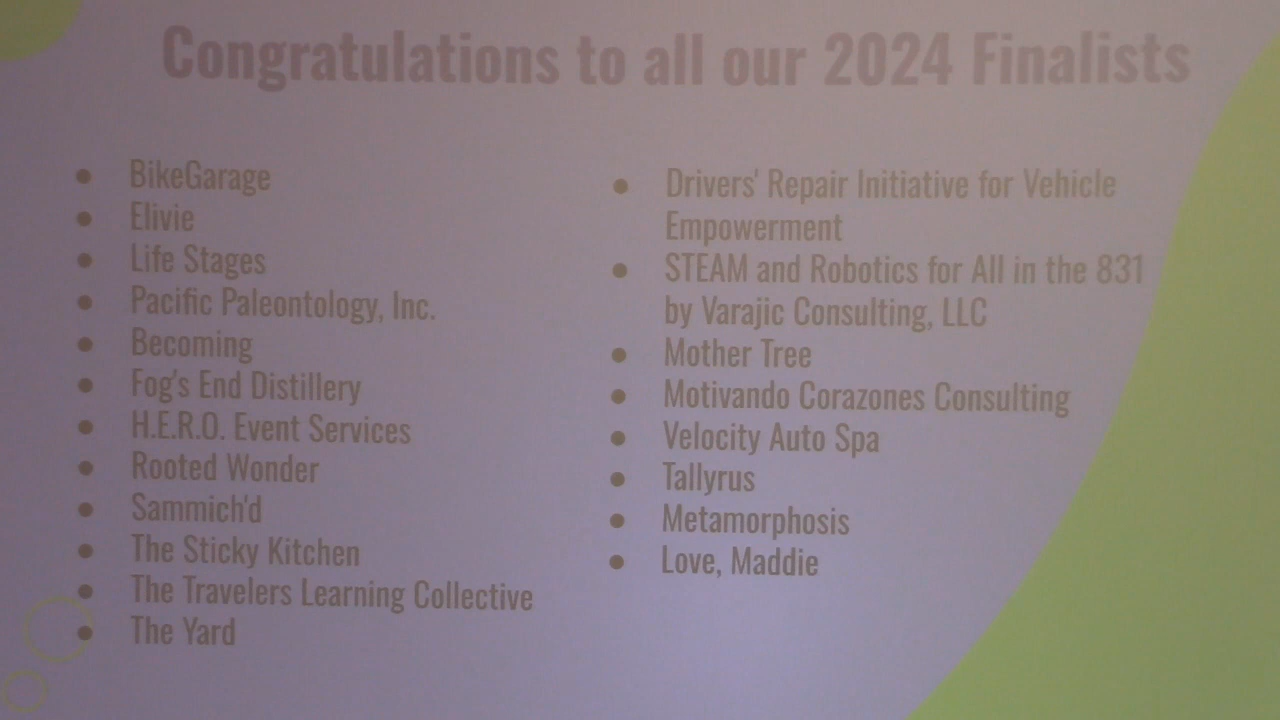 Congratulations to all our 2024 Finalists
● BikeGarage
● Elivie
● Life Stages
● Pacific Paleontology, Inc.
● Becoming
● Fog's End Distillery
● H.E.R.O. Event Services
● Rooted Wonder
● Sammich'd
● The Sticky Kitchen
● The Travelers Learning Collective
● The Yard
● Drivers' Repair Initiative for Vehicle
Empowerment
● STEAM and Robotics for All in the 831
by Varajic Consulting, LLC
● Mother Tree
● Motivando Corazones Consulting
● Velocity Auto Spa
● Tallyrus
● Metamorphosis
● Love, Maddie